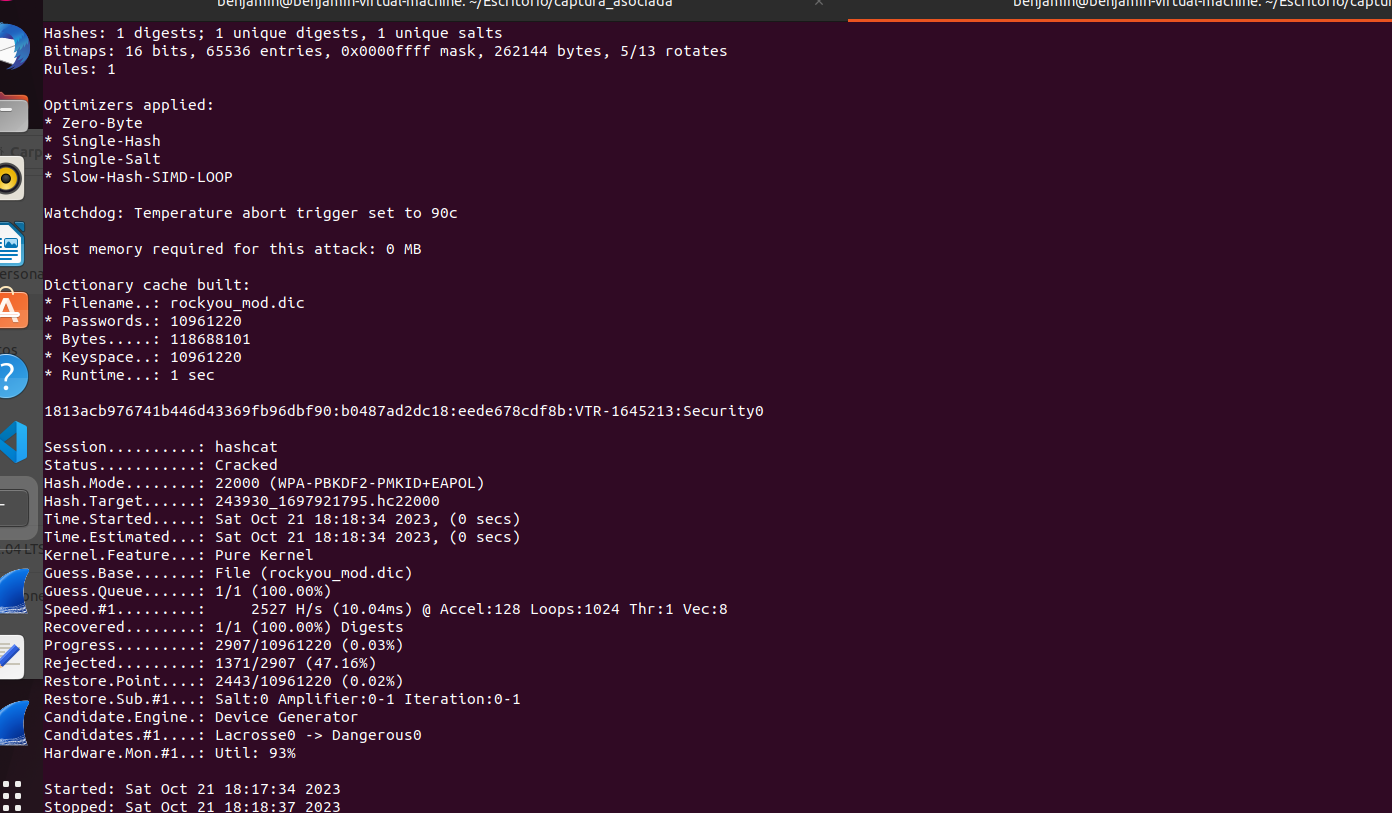 benjamin@benjamin-virtual-machine: ~/Escritorio/captura_asociada
benjamin@benjamin-virtual-machine: ~/Escritorio/captur
Hashes: 1 digests; 1 unique digests, 1 unique salts
Bitmaps: 16 bits, 65536 entries, 0x0000ffff mask, 262144 bytes, 5/13 rotates
Rules: 1
Optimizers applied:
* Zero-Byte
* Single-Hash
* Single-Salt
* Slow-Hash-SIMD-LOOP
Watchdog: Temperature abort trigger set to 90c
Host memory required for this attack: 0 MB
Dictionary cache built:
* Filename..: rockyou_mod.dic
* Passwords.: 10961220
* Bytes.....: 118688101
* Keyspace..: 10961220
* Runtime...: 1 sec
1813acb976741b446d43369fb96dbf90:b0487ad2dc18:eede678cdf8b:VTR-1645213:Security0
Session..........: hashcat
Status...........: Cracked
Hash.Mode........: 22000 (WPA-PBKDF2-PMKID+EAPOL)
Hash.Target......: 243930_1697921795.hc22000
Time.Started.....: Sat Oct 21 18:18:34 2023, (0 secs)
Time.Estimated...: Sat Oct 21 18:18:34 2023, (0 secs)
Kernel.Feature...: Pure Kernel
Guess.Base.......: File (rockyou_mod.dic)
Guess.Queue......: 1/1 (100.00%)
Speed.#1.........:     2527 H/s (10.04ms) @ Accel:128 Loops:1024 Thr:1 Vec:8
Recovered........: 1/1 (100.00%) Digests
Progress.........: 2907/10961220 (0.03%)
Rejected.........: 1371/2907 (47.16%)
Restore.Point....: 2443/10961220 (0.02%)
Restore.Sub.#1...: Salt:0 Amplifier:0-1 Iteration:0-1
Candidate.Engine.: Device Generator
Candidates.#1....: Lacrosse0 -> Dangerous0
Hardware.Mon.#1..: Util: 93%
Started: Sat Oct 21 18:17:34 2023
Stopped: Sat Oct 21 18:18:37 2023